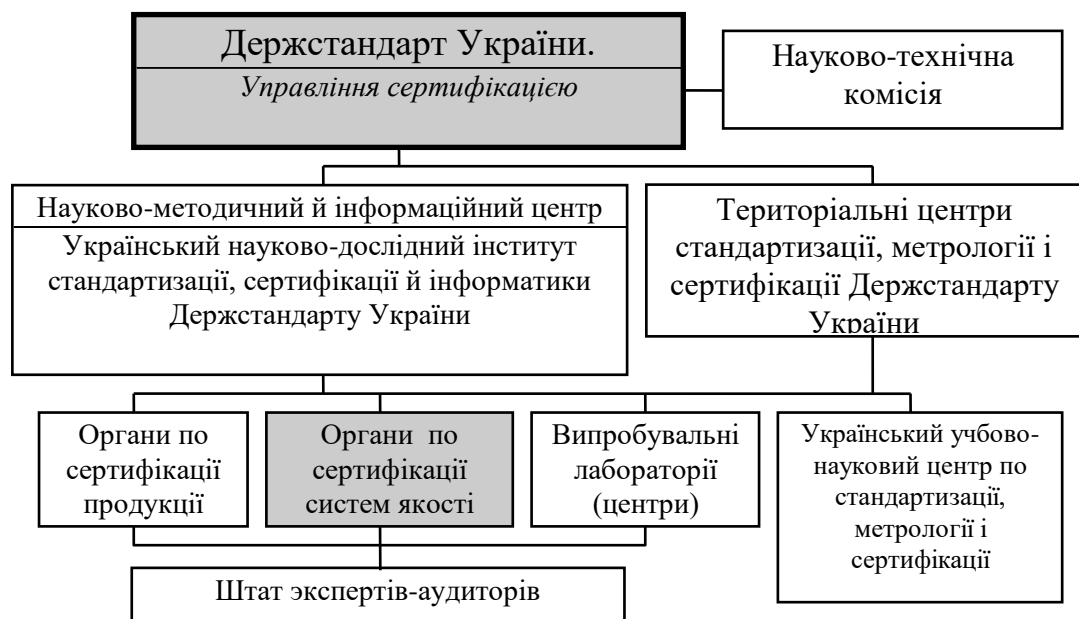 Держстандарт України.
Управління сертифікацією
Науково-технічна
комісія
Науково-методичний й інформаційний центр
Український науково-дослідний інститут
стандартизації, сертифікації й інформатики
Держстандарту України
Територіальні центри
стандартизації, метрології і
сертифікації Держстандарту
України
Органи по
сертифікації
продукції
Органи по
сертифікації
систем якості
Випробувальні
лабораторії
(центри)
Український учбово-
науковий центр по
стандартизації,
метрології і
сертифікації
Штат экспертів-аудиторів